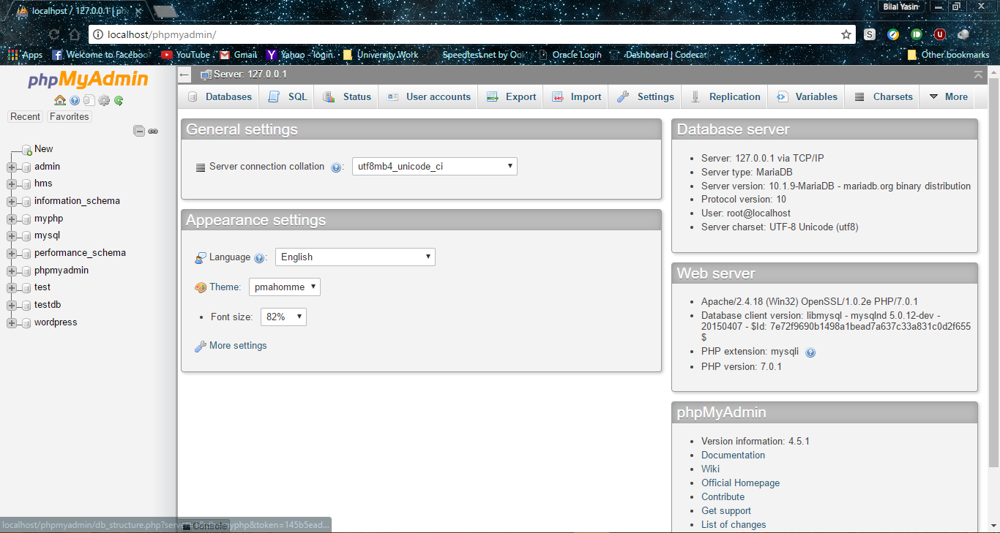 localhost / 127.0.0.1 | ph
Bilal Yasin
localhost/phpmyadmin/
Apps
Welcome to Faceboo
YouTube
Gmail
Yahoo - login
University Work
Speedtest.net by Ook
Oracle Login
Dashboard | Codecar
Other bookmarks
phpMyAdmin
Recent Favorites
New
admin
hms
information_schema
myphp
mysql
performance_schema
phpmyadmin
test
testdb
wordpress
Server: 127.0.0.1
Databases SQL Status User accounts Export Import Settings Replication Variables Charsets More
General settings
Server connection collation : utf8mb4_unicode_ci
Appearance settings
Language : English
Theme: pmahomme
Font size: 82%
More settings
Database server
Server: 127.0.0.1 via TCP/IP
Server type: MariaDB
Server version: 10.1.9-MariaDB - mariadb.org binary distribution
Protocol version: 10
User: root@localhost
Server charset: UTF-8 Unicode (utf8)
Web server
Apache/2.4.18 (Win32) OpenSSL/1.0.2e PHP/7.0.1
Database client version: libmysql - mysqlnd 5.0.12-dev -
20150407 - $Id: 7e72f9690b1498a1bead7a637c33a831c0d2f655
$
PHP extension: mysqli
PHP version: 7.0.1
phpMyAdmin
Version information: 4.5.1
Documentation
Wiki
Official Homepage
Contribute
Get support
List of changes
Console
localhost/phpmyadmin/db_structure.php?server=1&db=myphp&token=145b5ead...